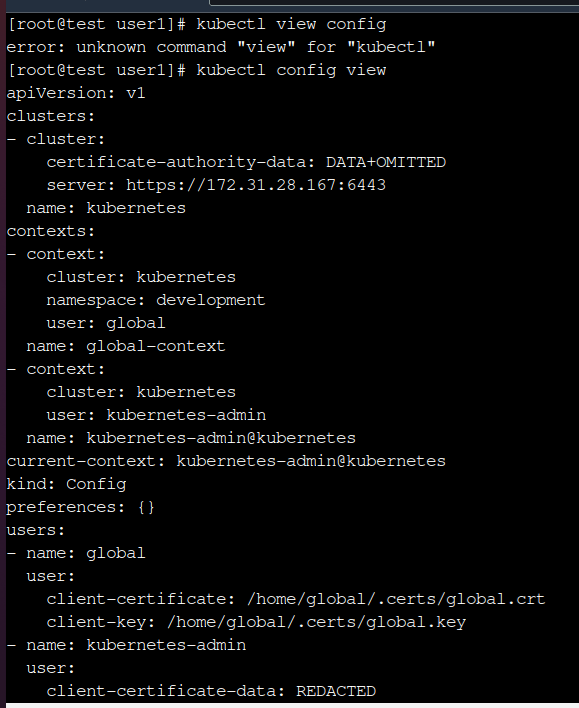 [root@test user1]# kubectl view config
error: unknown command "view" for "kubectl"
[root@test user1]# kubectl config view
apiVersion: v1
clusters:
- cluster:
    certificate-authority-data: DATA+OMITTED
    server: https://172.31.28.167:6443
  name: kubernetes
contexts:
- context:
    cluster: kubernetes
    namespace: development
    user: global
  name: global-context
- context:
    cluster: kubernetes
    user: kubernetes-admin
  name: kubernetes-admin@kubernetes
current-context: kubernetes-admin@kubernetes
kind: Config
preferences: {}
users:
- name: global
  user:
    client-certificate: /home/global/.certs/global.crt
    client-key: /home/global/.certs/global.key
- name: kubernetes-admin
  user:
    client-certificate-data: REDACTED